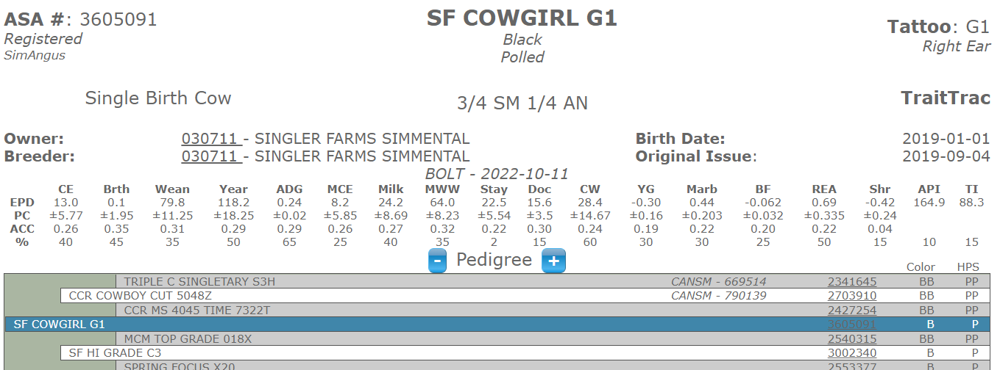 ASA #: 3605091 SF COWGIRL G1 Tattoo: G1
Registered Black Right Ear
SimAngus Polled
Single Birth Cow 3/4 SM 1/4 AN TraitTrac
Owner: 030711 - SINGLER FARMS SIMMENTAL Birth Date: 2019-01-01
Breeder: 030711 - SINGLER FARMS SIMMENTAL Original Issue: 2019-09-04
BOLT - 2022-10-11
CE Brth Wean Year ADG MCE Milk MWW Stay Doc CW YG Marb BF REA Shr API TI
EPD 13.0 0.1 79.8 118.2 0.24 8.2 24.2 64.0 22.5 15.6 28.4 -0.30 0.44 -0.062 0.69 -0.42 164.9 88.3
PC ±5.77 ±1.95 ±11.25 ±18.25 ±0.02 ±5.85 ±8.69 ±8.23 ±5.54 ±3.5 ±14.67 ±0.16 ±0.203 ±0.032 ±0.335 ±0.24
ACC 0.26 0.35 0.31 0.29 0.29 0.26 0.27 0.32 0.22 0.30 0.24 0.22 0.22 0.20 0.22 0.04
% 40 45 35 50 65 25 40 35 2 15 60 30 30 25 50 15 10 15
- Pedigree +
Color HPS
TRIPLE C SINGLETARY S3H CANSM - 669514 2341645 BB PP
CCR COWBOY CUT 5048Z CANSM - 790139 2703910 BB PP
CCR MS 4045 TIME 7322T 2427254 BB PP
SF COWGIRL G1 3605091 B P
MCM TOP GRADE 018X 2540315 BB PP
SF HI GRADE C3 3002340 B P
SPRING FOCUS X20 2553377 B P